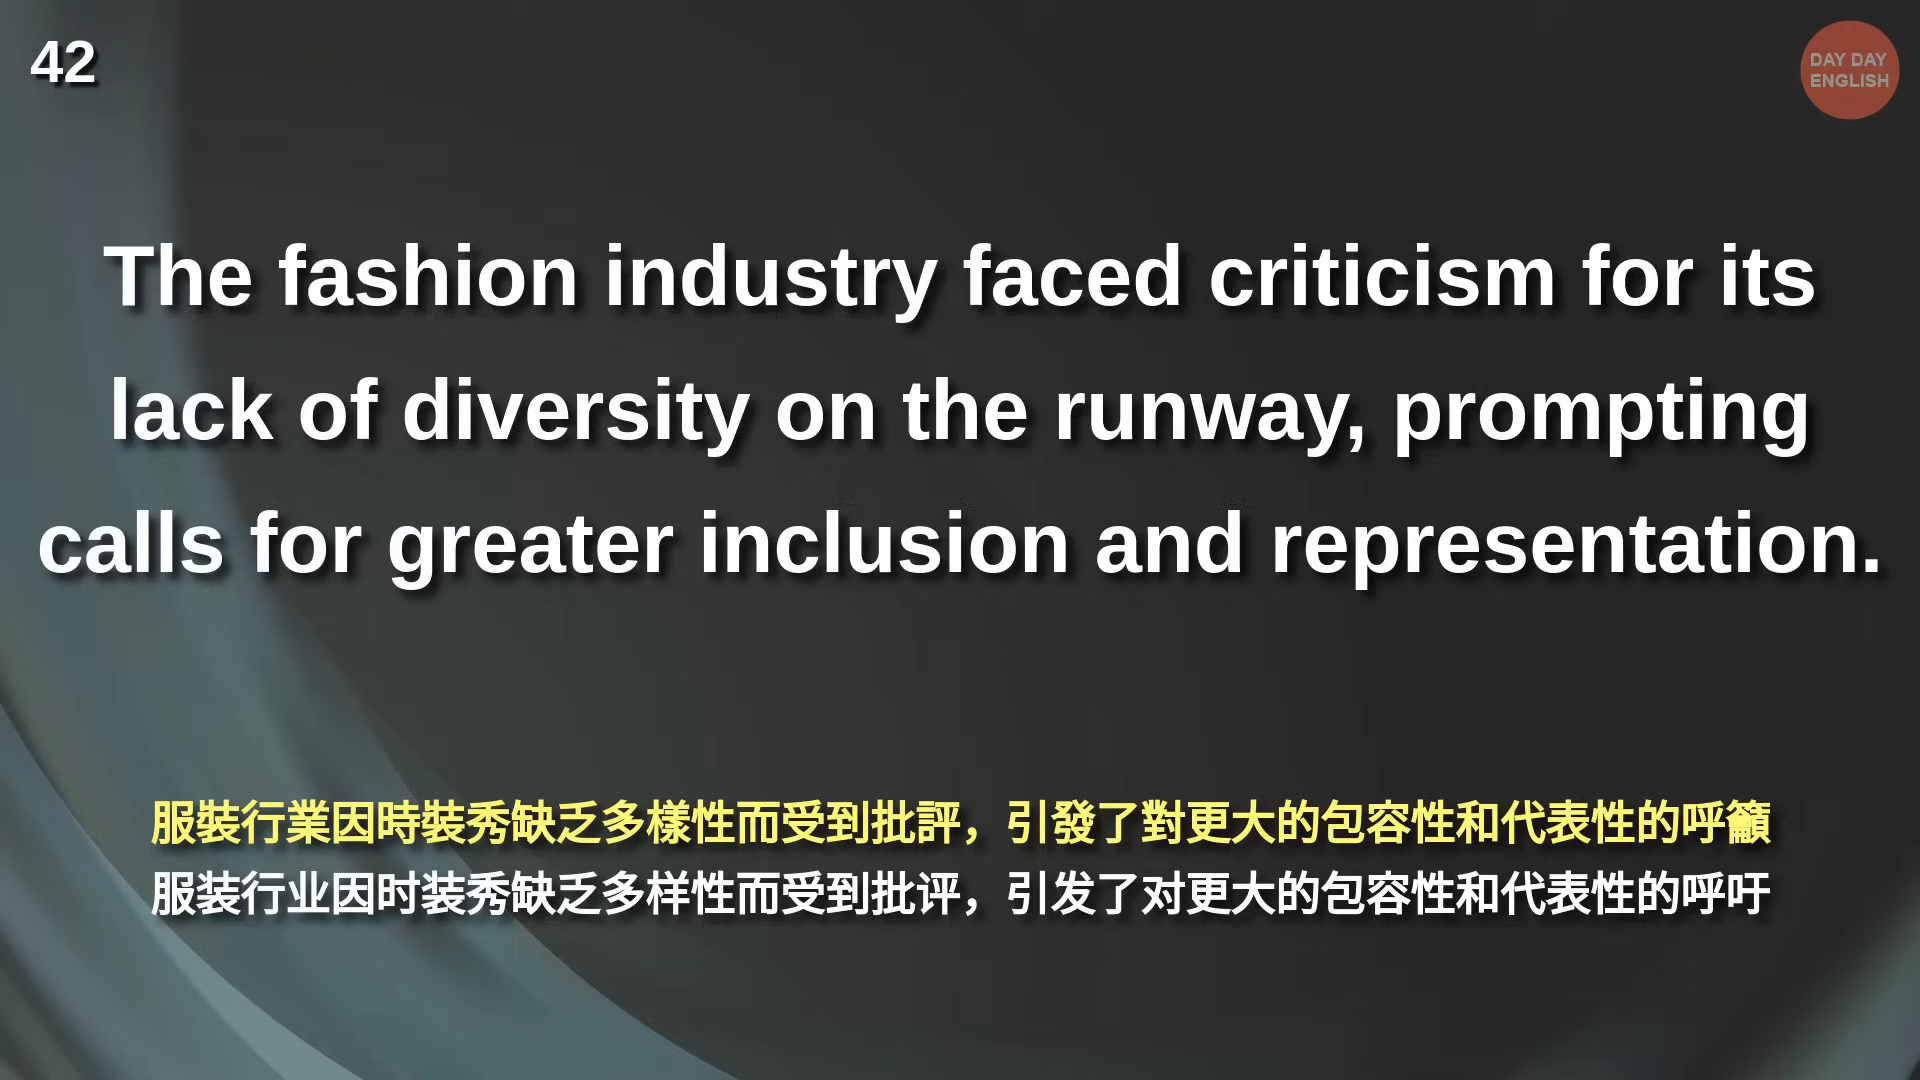 42
DAY DAY
ENGLISH
The fashion industry faced criticism for its
lack of diversity on the runway, prompting
calls for greater inclusion and representation.
服裝行業因時裝秀缺乏多樣性而受到批評，引發了對更大的包容性和代表性的呼籲
服装行业因时装秀缺乏多样性而受到批评，引发了对更大的包容性和代表性的呼吁